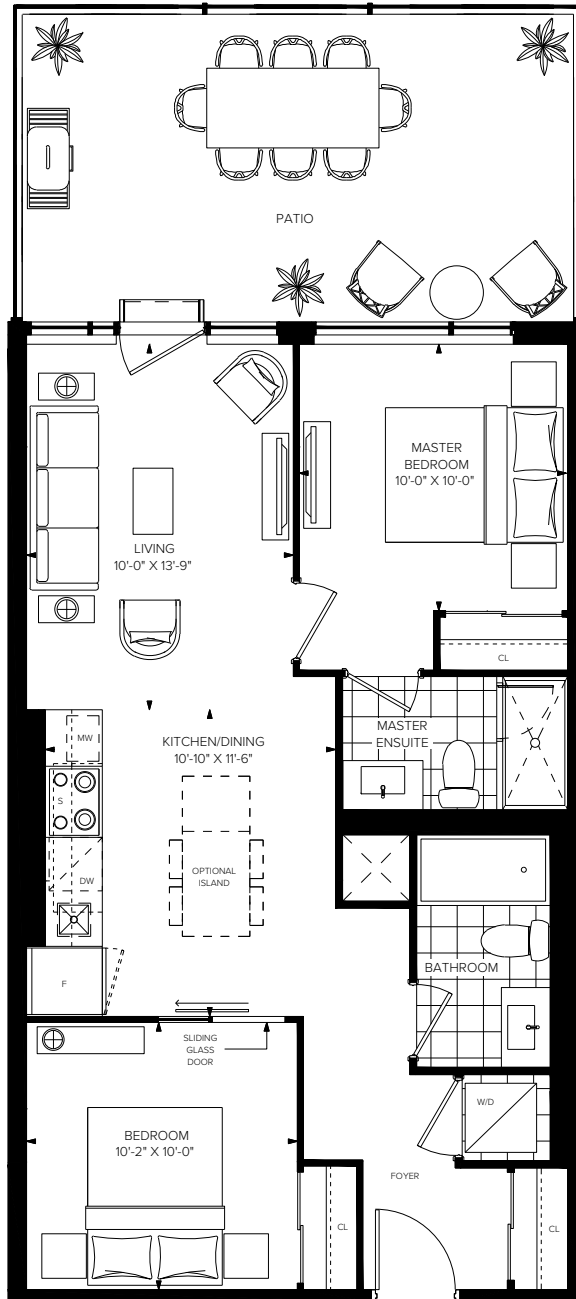 PATIO
MASTER
BEDROOM
10'-0" X 10'-0"
LIVING
10'-0" X 13'-9"
CL
MASTER
ENSUITE
KITCHEN/DINING
10'-10" X 11'-6"
MW
S
OPTIONAL
ISLAND
DW
F
BATHROOM
SLIDING
GLASS
DOOR
W/D
BEDROOM
10'-2" X 10'-0"
FOYER
CL
CL